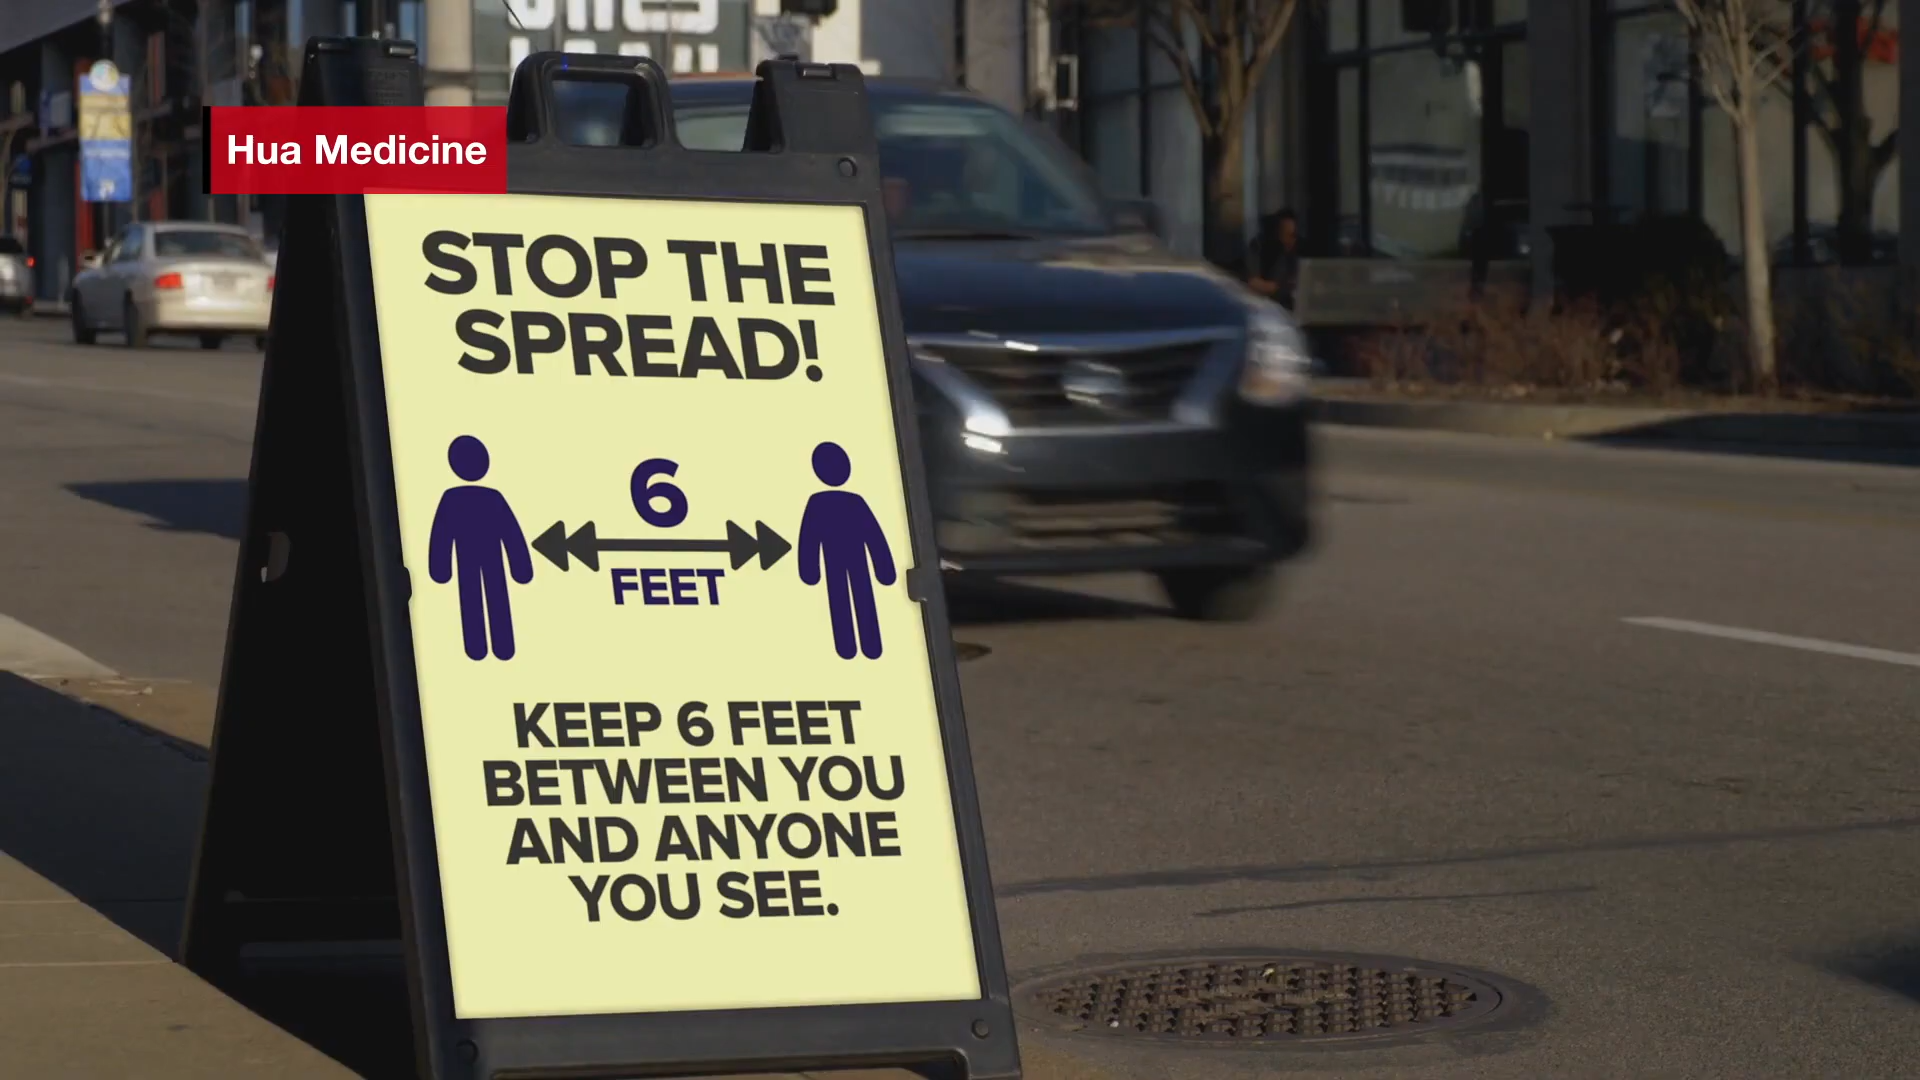 Hua Medicine
STOP THE
SPREAD!
6
FEET
KEEP 6 FEET
BETWEEN YOU
AND ANYONE
YOU SEE.